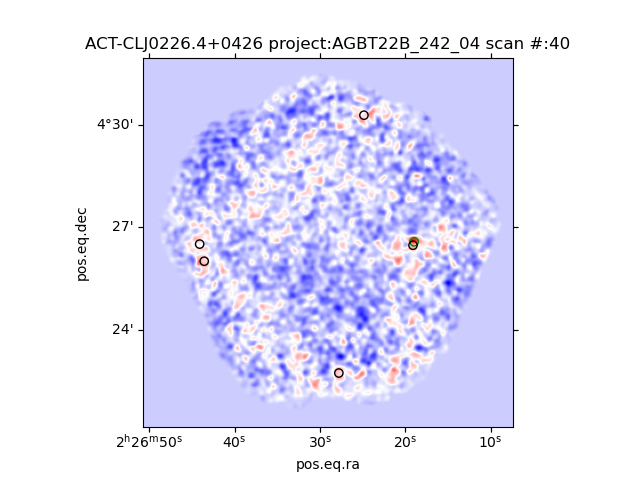 ACT-CLJ0226.4+0426 project:AGBT22B_242_04 scan #:40
4°30'
27'
24'
pos.eq.dec
2ʰ26ᵐ50ˢ 40ˢ 30ˢ 20ˢ 10ˢ
pos.eq.ra